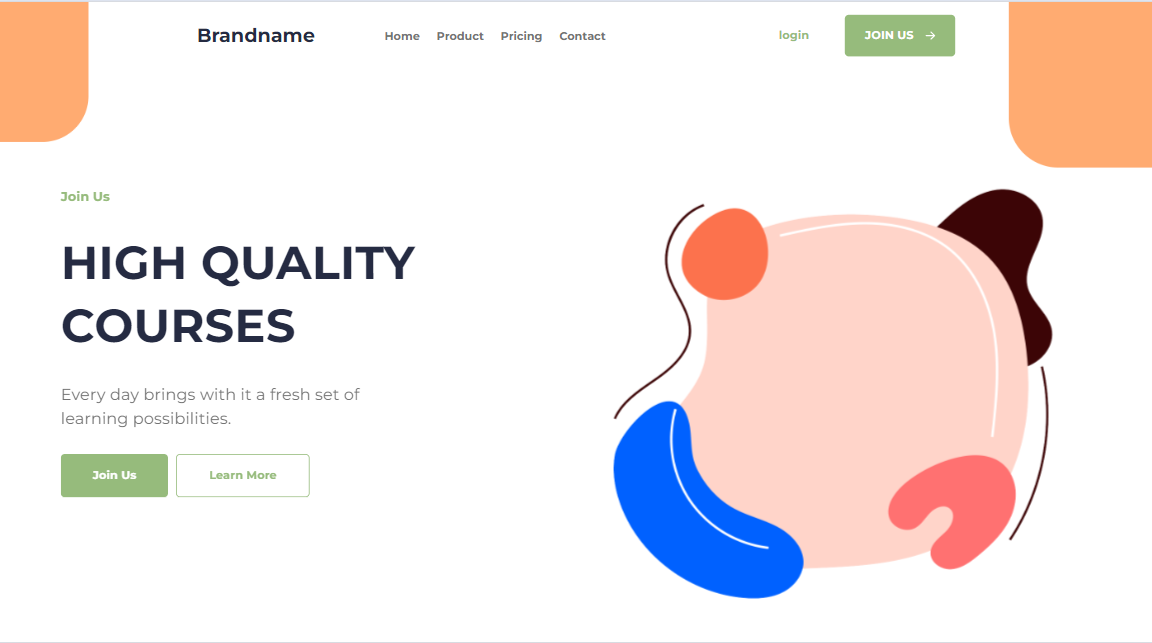 Brandname
Home Product Pricing Contact
login
JOIN US
Join Us
HIGH QUALITY
COURSES
Every day brings with it a fresh set of
learning possibilities.
Join Us
Learn More